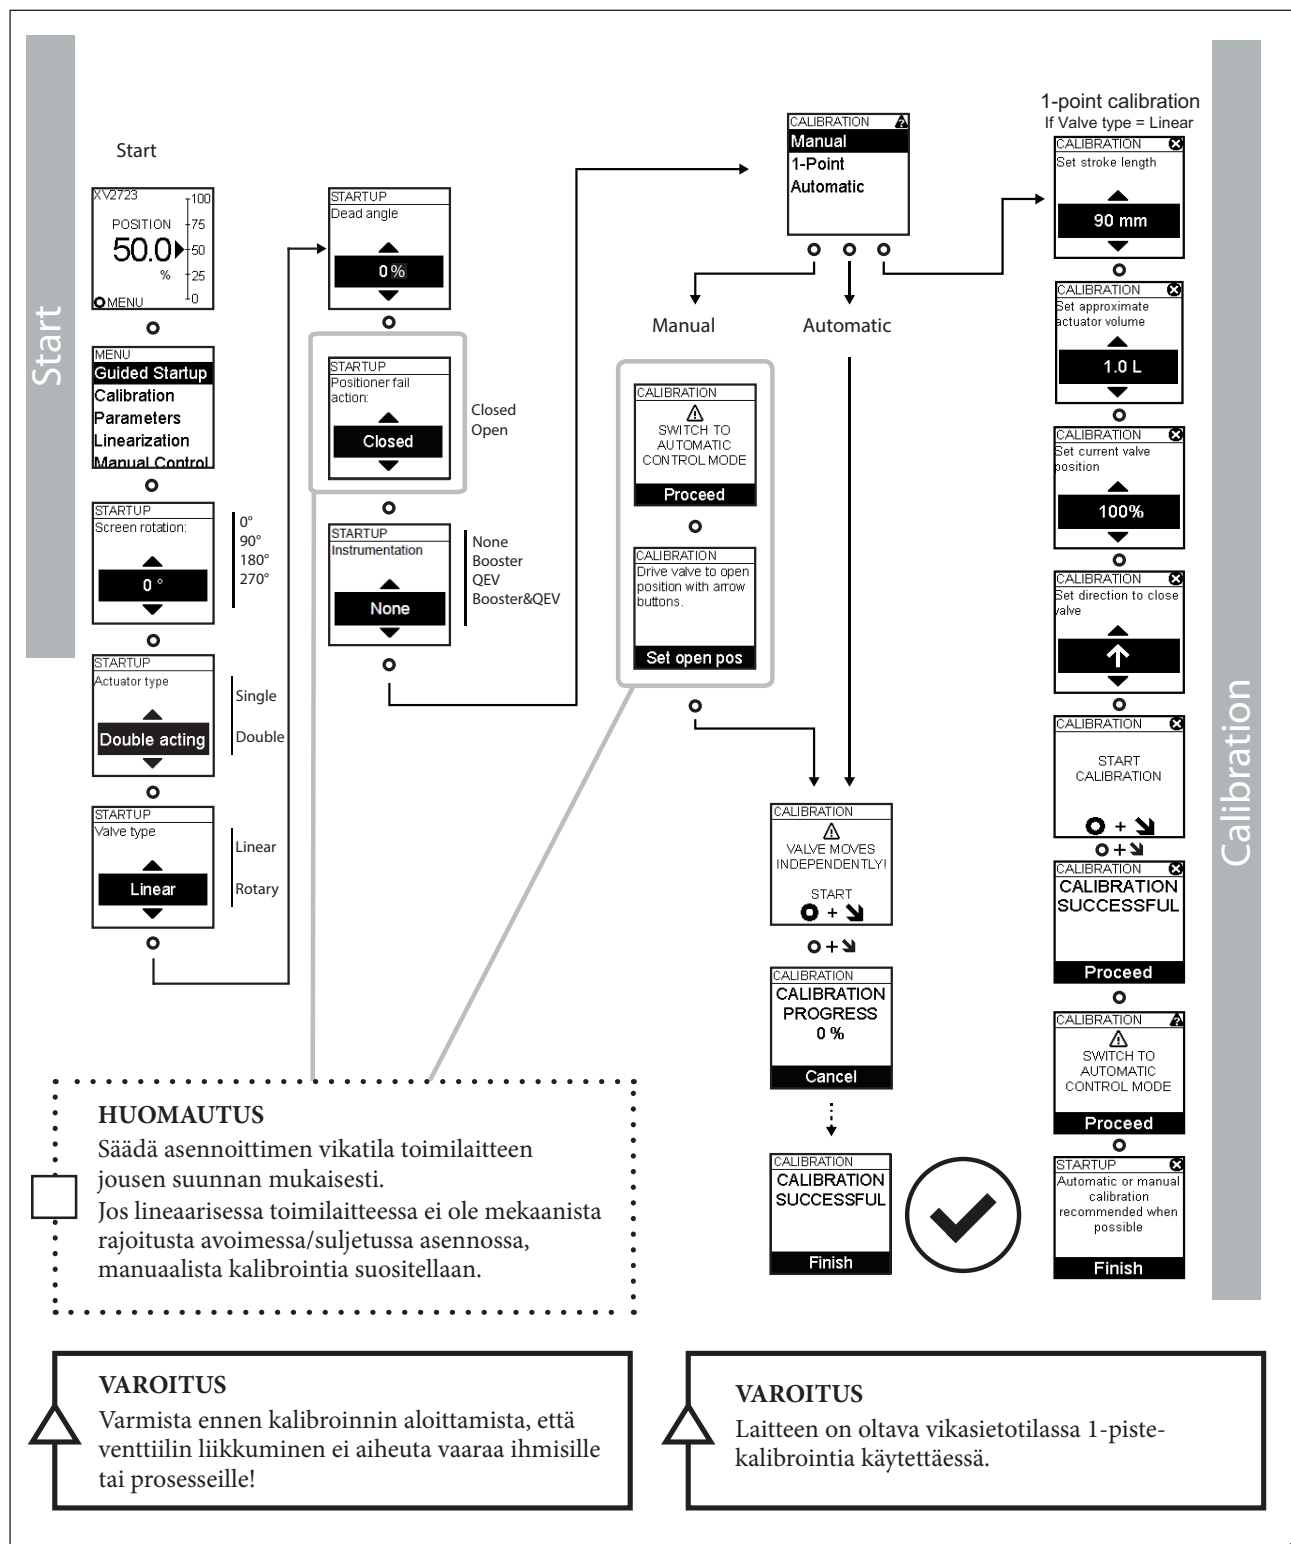 Start
Start
XV2723
POSITION
50.0
%
100
75
50
25
0
MENU
MENU
Guided Startup
Calibration
Parameters
Linearization
Manual Control
STARTUP
Screen rotation:
0 °
0°
90°
180°
270°
STARTUP
Actuator type
Double acting
Single
Double
STARTUP
Valve type
Linear
Linear
Rotary
STARTUP
Dead angle
0%
STARTUP
Positioner fail
action:
Closed
Closed
Open
STARTUP
Instrumentation
None
None
Booster
QEV
Booster&QEV
CALIBRATION
Manual
1-Point
Automatic
Manual
Automatic
CALIBRATION
SWITCH TO
AUTOMATIC
CONTROL MODE
Proceed
CALIBRATION
Drive valve to open
position with arrow
buttons.
Set open pos
CALIBRATION
VALVE MOVES
INDEPENDENTLY!
START
+
+
CALIBRATION
CALIBRATION
PROGRESS
0 %
Cancel
CALIBRATION
CALIBRATION
SUCCESSFUL
Finish
1-point calibration
If Valve type = Linear
CALIBRATION
Set stroke length
90 mm
CALIBRATION
Set approximate
actuator volume
1.0 L
CALIBRATION
Set current valve
position
100%
CALIBRATION
Set direction to close
valve
CALIBRATION
START
CALIBRATION
+
+
CALIBRATION
CALIBRATION
SUCCESSFUL
Proceed
CALIBRATION
SWITCH TO
AUTOMATIC
CONTROL MODE
Proceed
STARTUP
Automatic or manual
calibration
recommended when
possible
Finish
Calibration
HUOMAUTUS
Säädä asennoittimen vikatila toimilaitteen
jousen suunnan mukaisesti.
Jos lineaarisessa toimilaitteessa ei ole mekaanista
rajoitusta avoimessa/suljetussa asennossa,
manuaalista kalibrointia suositellaan.
VAROITUS
Varmista ennen kalibroinnin aloittamista, että
venttiilin liikkuminen ei aiheuta vaaraa ihmisille
tai prosesseille!
VAROITUS
Laitteen on oltava vikasietotilassa 1-piste-
kalibrointia käytettäessä.